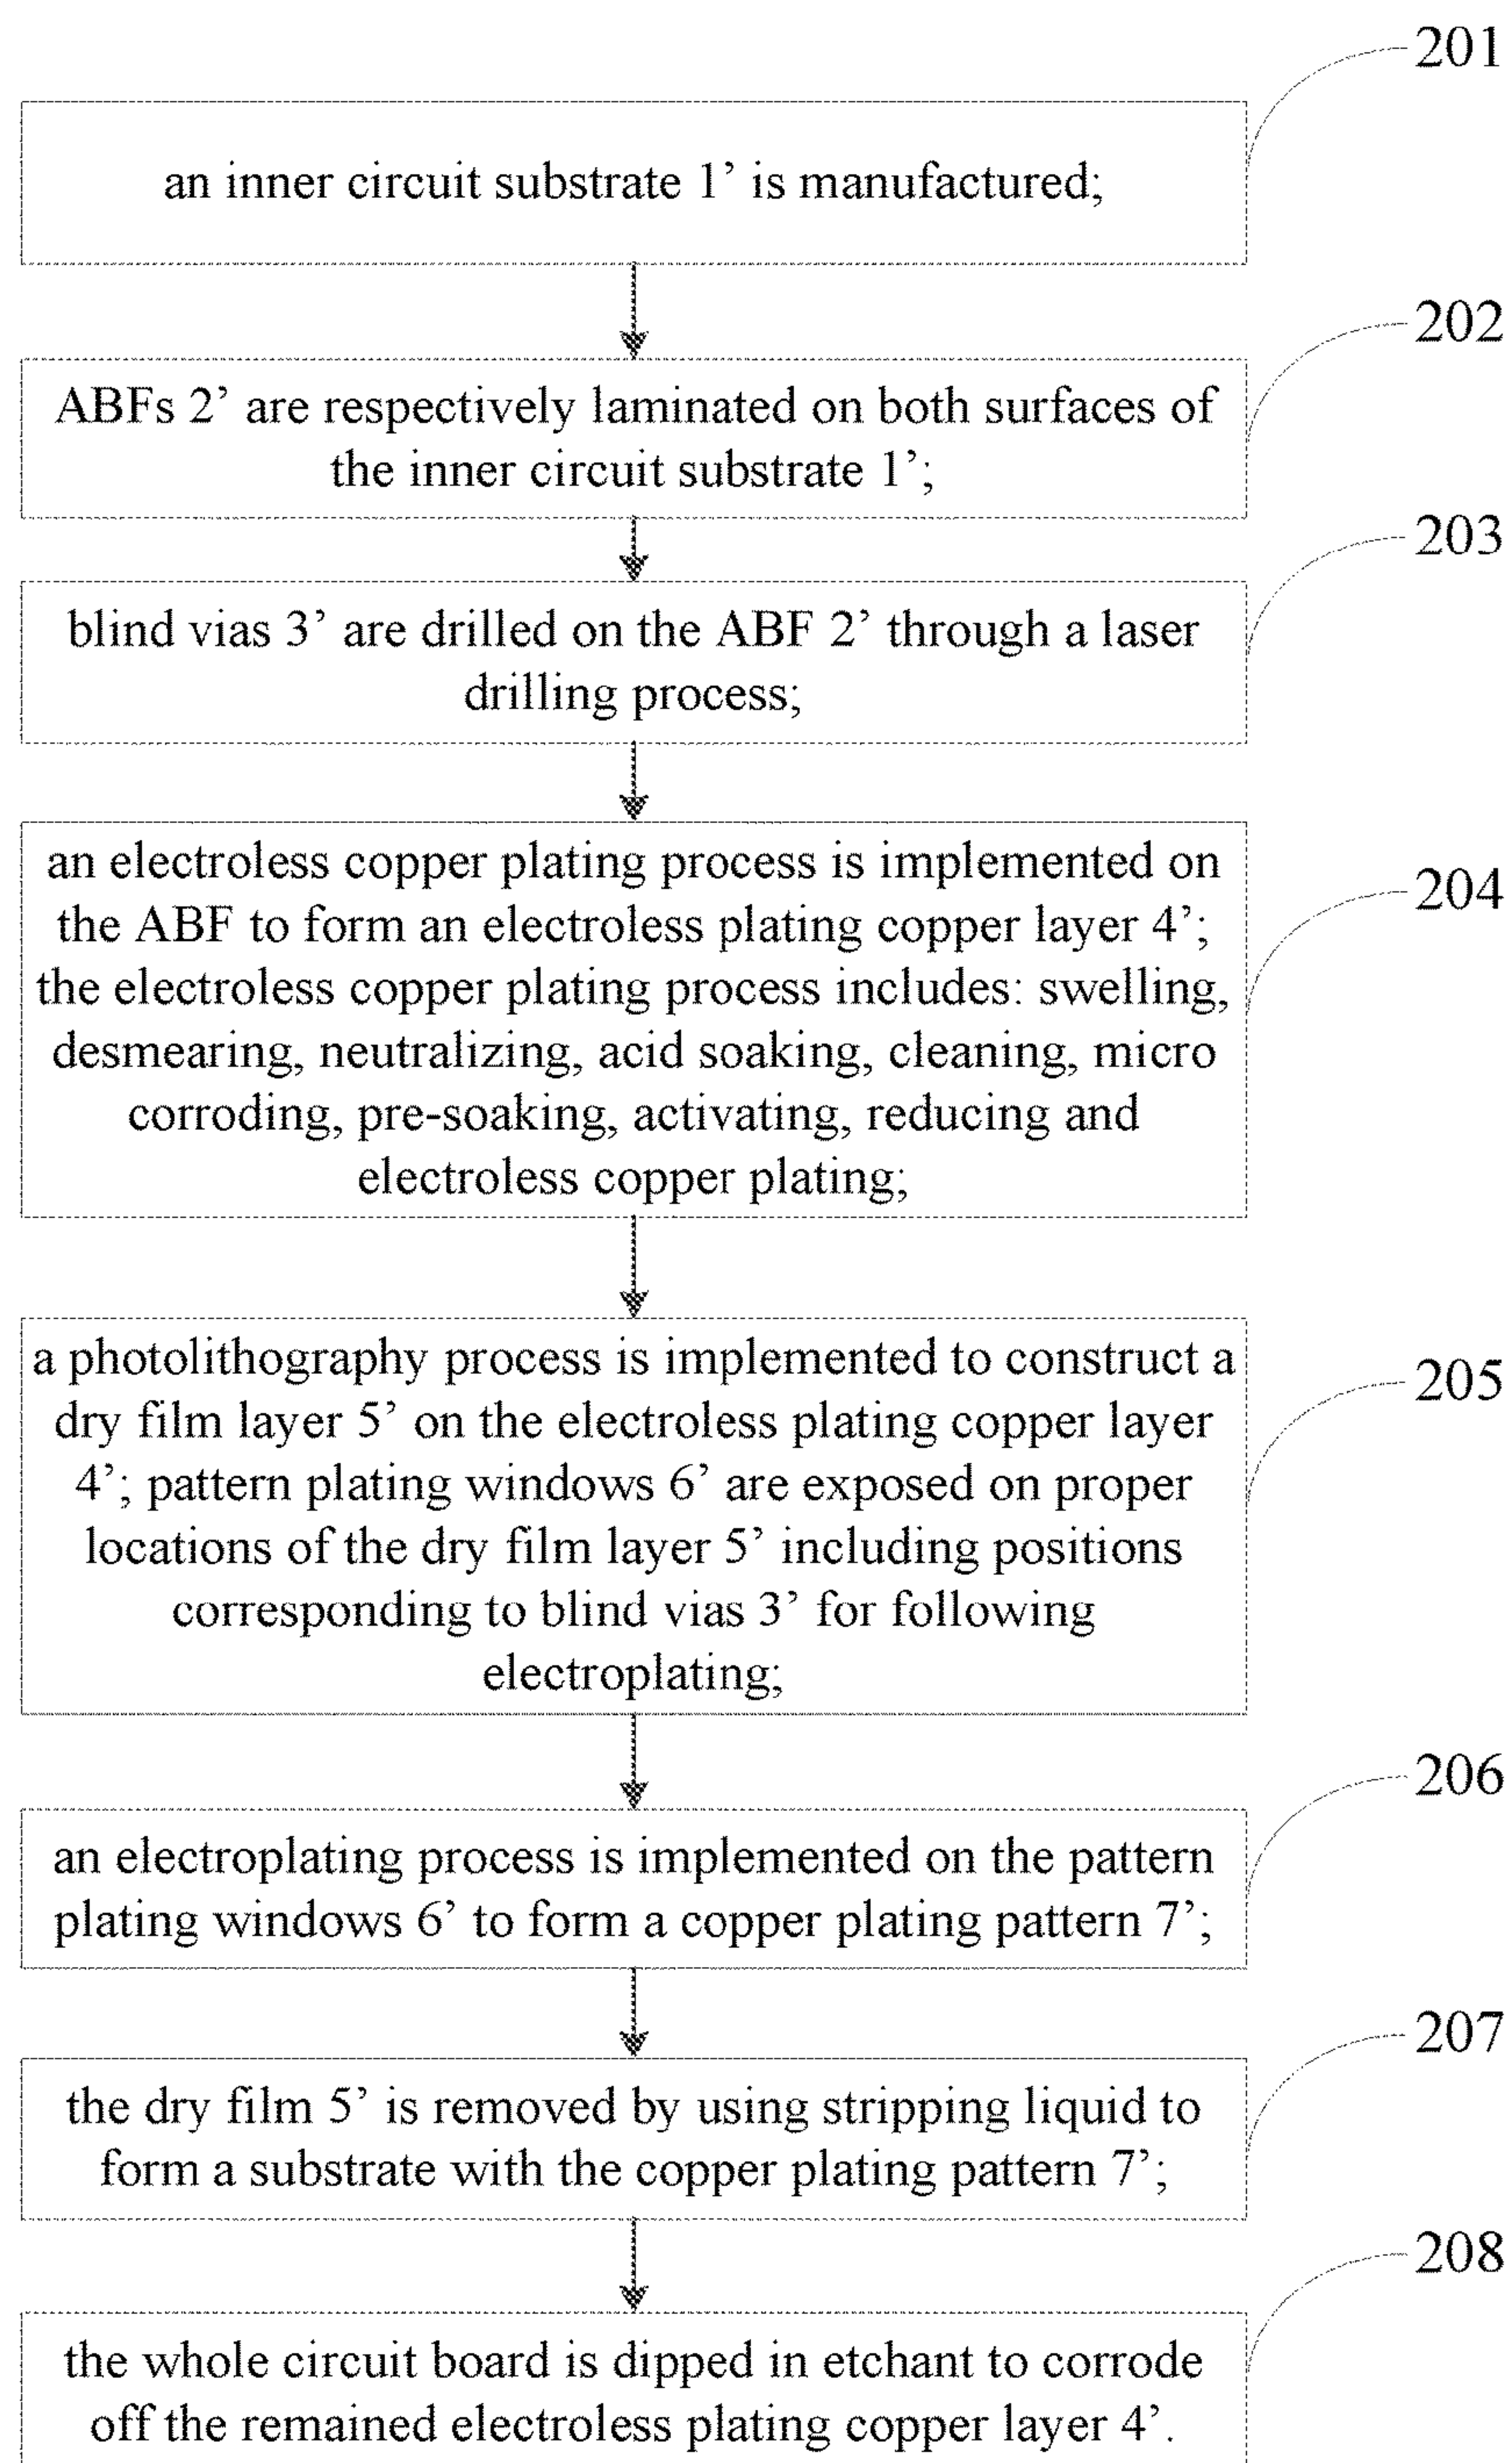 201
an inner circuit substrate 1’ is manufactured;
202
ABFs 2’ are respectively laminated on both surfaces of
the inner circuit substrate 1’;
203
blind vias 3’ are drilled on the ABF 2’ through a laser
drilling process;
204
an electroless copper plating process is implemented on
the ABF to form an electroless plating copper layer 4’;
the electroless copper plating process includes: swelling,
desmearing, neutralizing, acid soaking, cleaning, micro
corroding, pre-soaking, activating, reducing and
electroless copper plating;
205
a photolithography process is implemented to construct a
dry film layer 5’ on the electroless plating copper layer
4’; pattern plating windows 6’ are exposed on proper
locations of the dry film layer 5’ including positions
corresponding to blind vias 3’ for following
electroplating;
206
an electroplating process is implemented on the pattern
plating windows 6’ to form a copper plating pattern 7’;
207
the dry film 5’ is removed by using stripping liquid to
form a substrate with the copper plating pattern 7’;
208
the whole circuit board is dipped in etchant to corrode
off the remained electroless plating copper layer 4’.